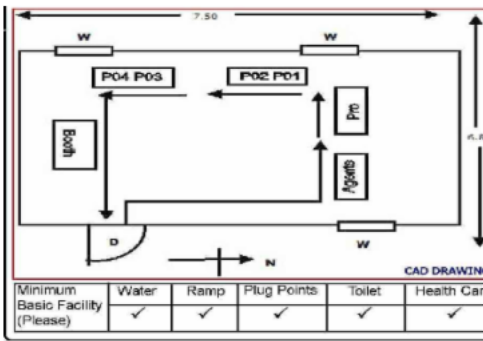 7.50
W
W
P04 P03
P02 P01
Pro
Booth
Agents
D
W
N
CAD DRAWING
Minimum Basic Facility (Please)
Water
Ramp
Plug Points
Toilet
Health Car
✓ ✓ ✓ ✓ ✓